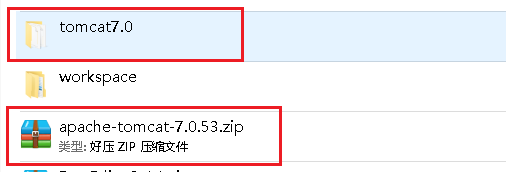 tomcat7.0
workspace
apache-tomcat-7.0.53.zip
类型: 好压 ZIP 压缩文件